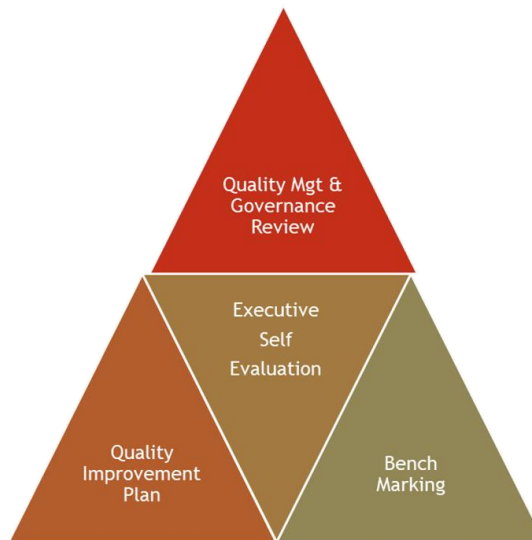 Quality Mgt &
Governance
Review
Executive
Self
Evaluation
Quality
Improvement
Plan
Bench
Marking